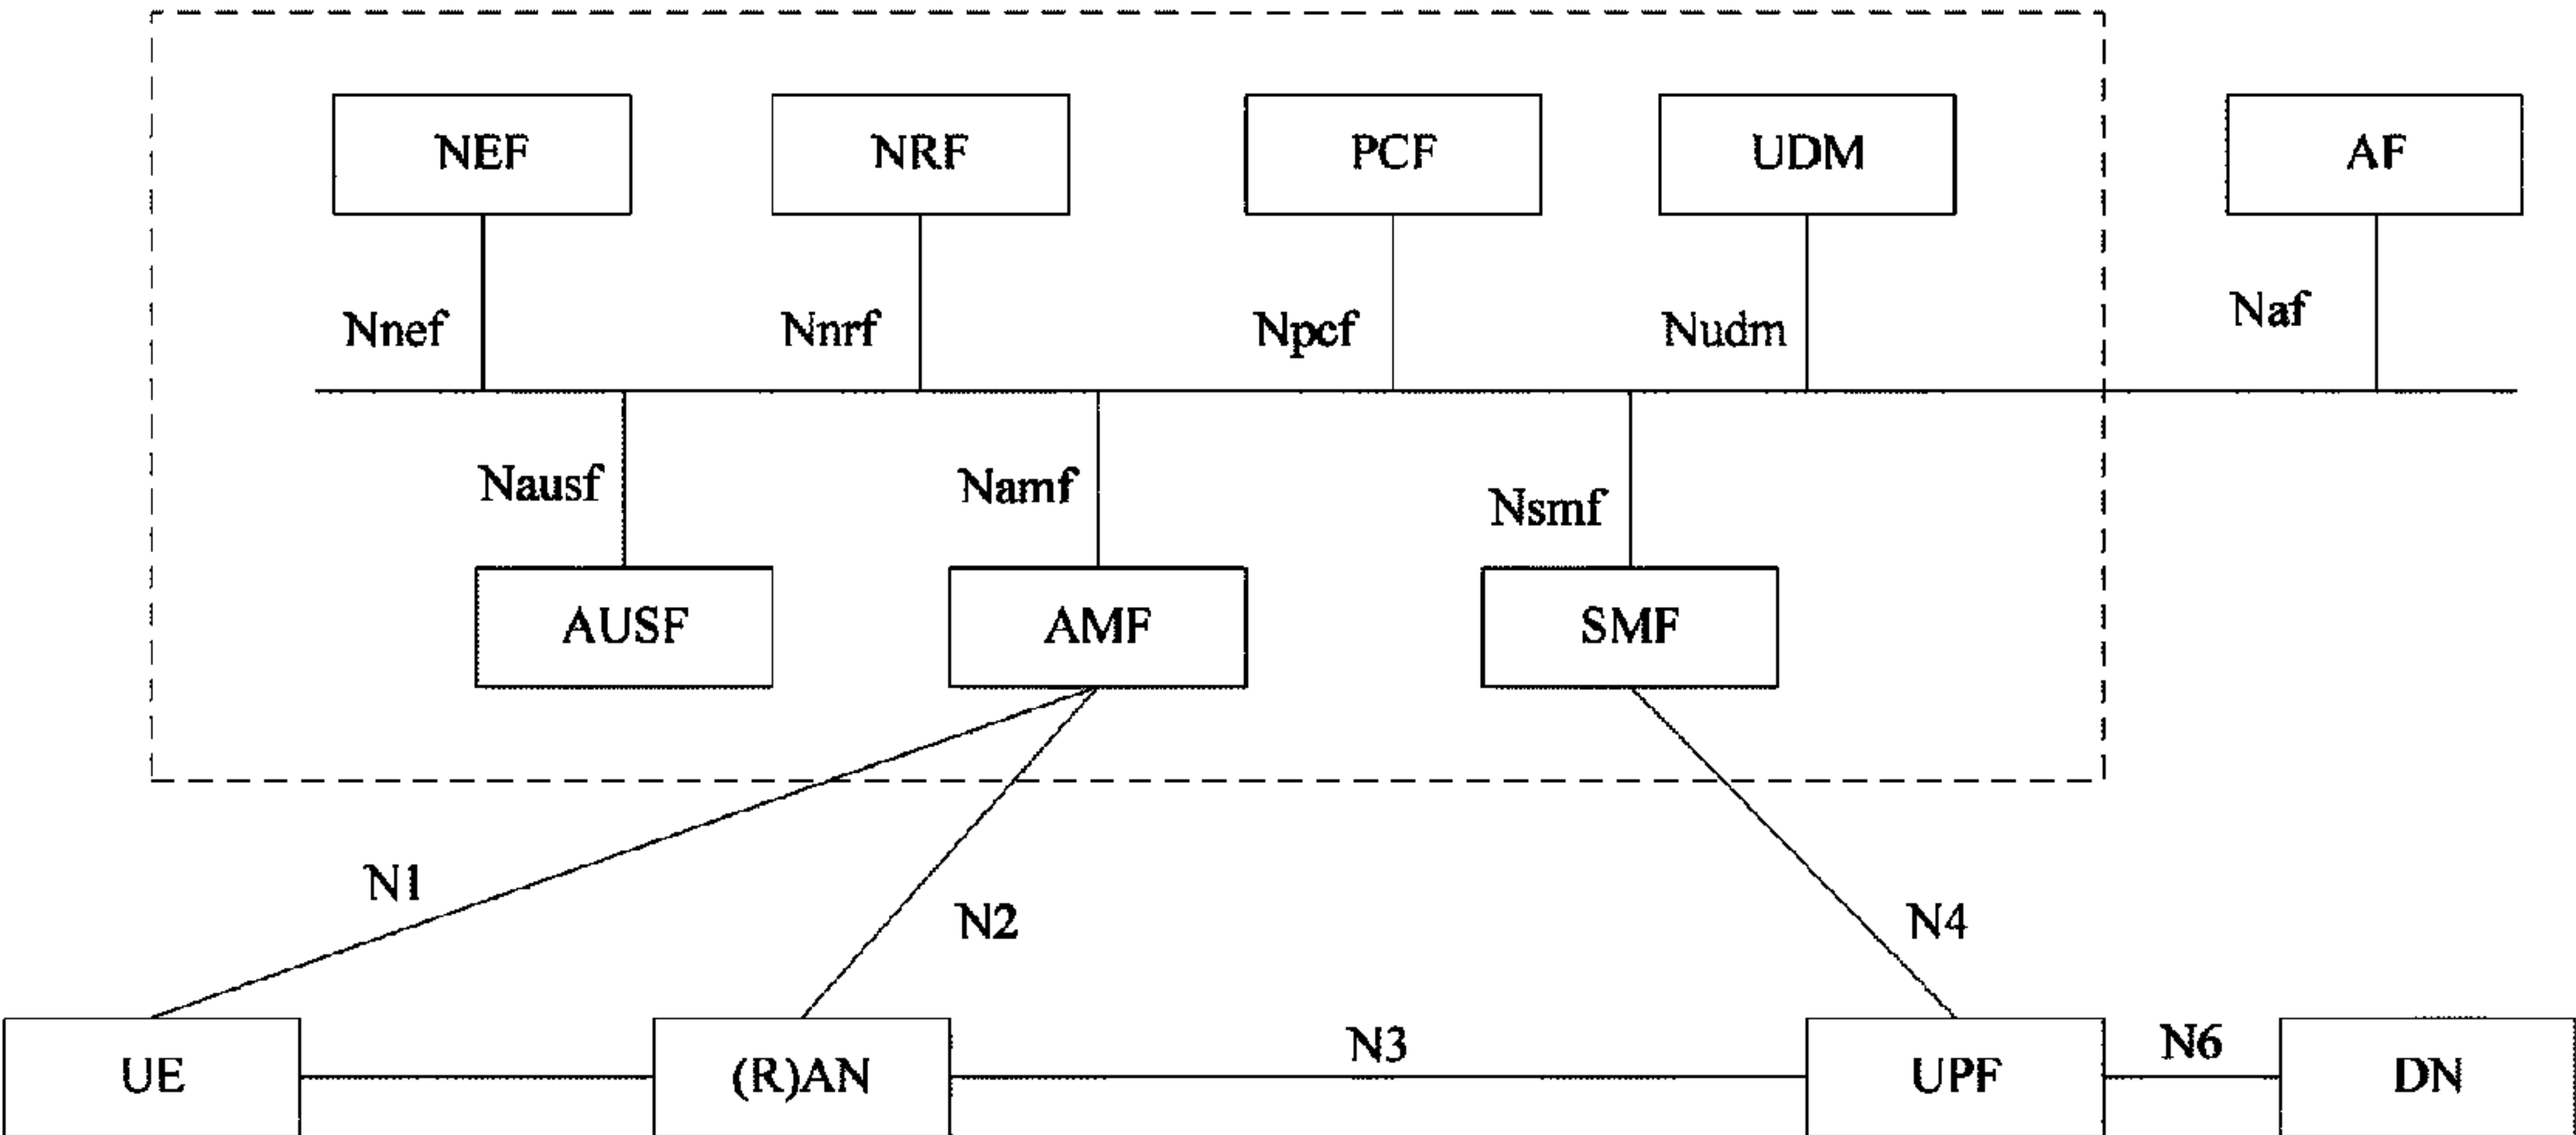 NEF NRF PCF UDM AF
Nnef Nnrf Npcf Nudm Naf
Nausf Namf Nsmf
AUSF AMF SMF
N1 N2 N4
UE (R)AN N3 UPF N6 DN